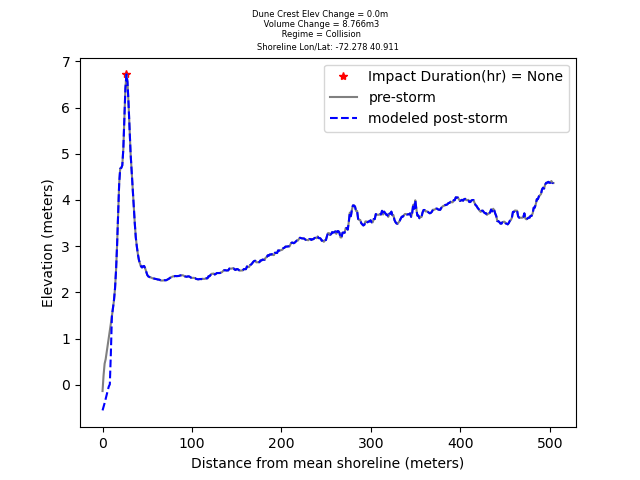 Dune Crest Elev Change = 0.0m
Volume Change = 8.766m3
Regime = Collision
Shoreline Lon/Lat: -72.278 40.911
Impact Duration(hr) = None
pre-storm
modeled post-storm
Elevation (meters)
7
6
5
4
3
2
1
0
0 100 200 300 400 500
Distance from mean shoreline (meters)